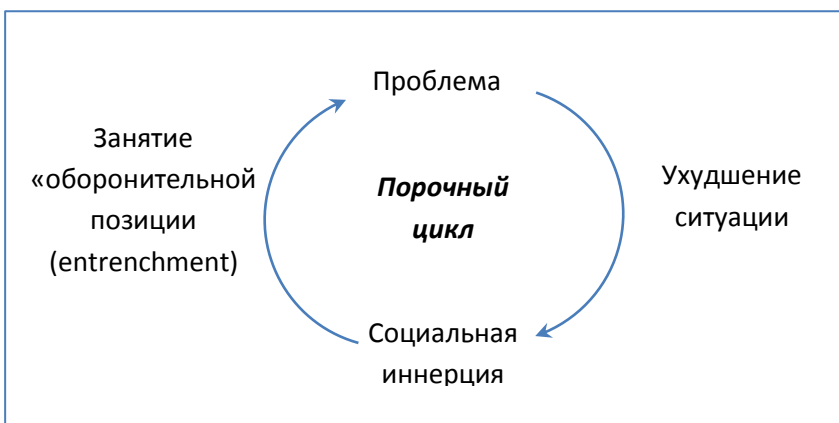 Проблема
Занятие
«оборонительной
позиции
(entrenchment)
Порочный
цикл
Ухудшение
ситуации
Социальная
иннерция